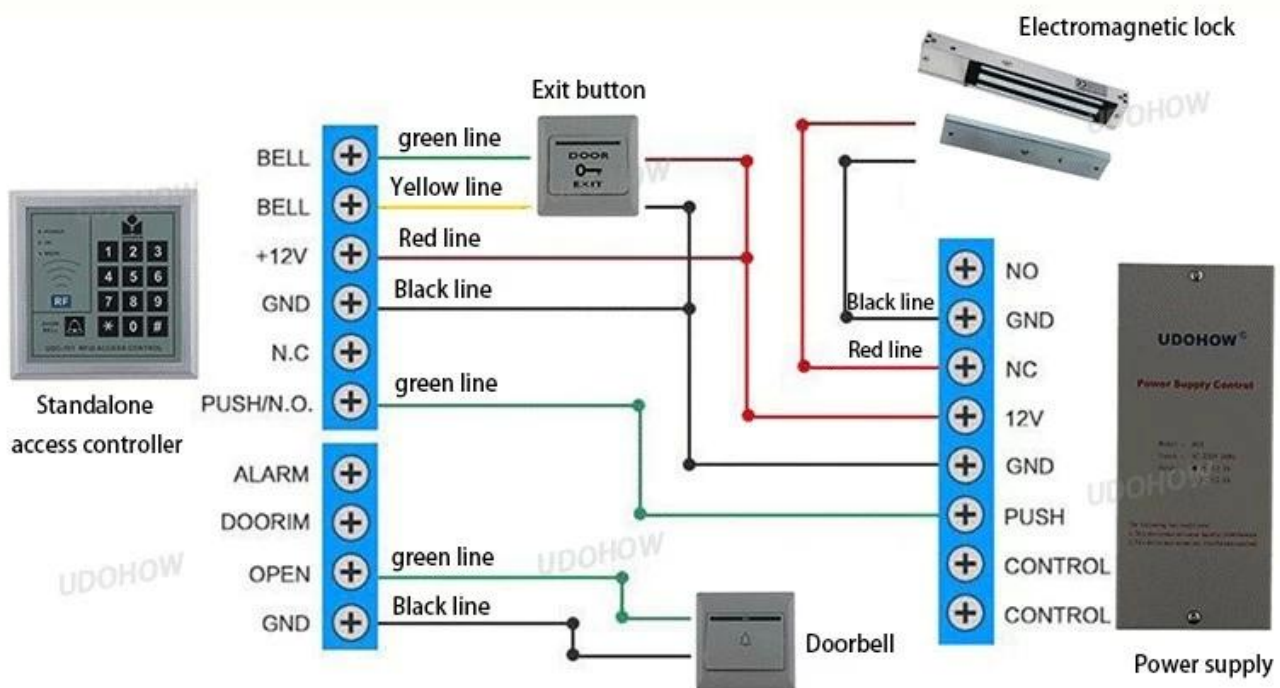 Electromagnetic lock
UDOHOW
Exit button
DOOR
EXIT
BELL
green line
BELL
Yellow line
+12V
Red line
GND
Black line
N.C
PUSH/N.O.
green line
ALARM
DOORIM
OPEN
green line
GND
Black line
1 2 3
4 5 6
7 8 9
* 0 #
RF
Standalone
access controller
NO
Black line
GND
Red line
NC
12V
GND
PUSH
CONTROL
CONTROL
UDOHOW
Power Supply Control
UDOHOW
Power supply
UDOHOW
UDOHOW
Doorbell